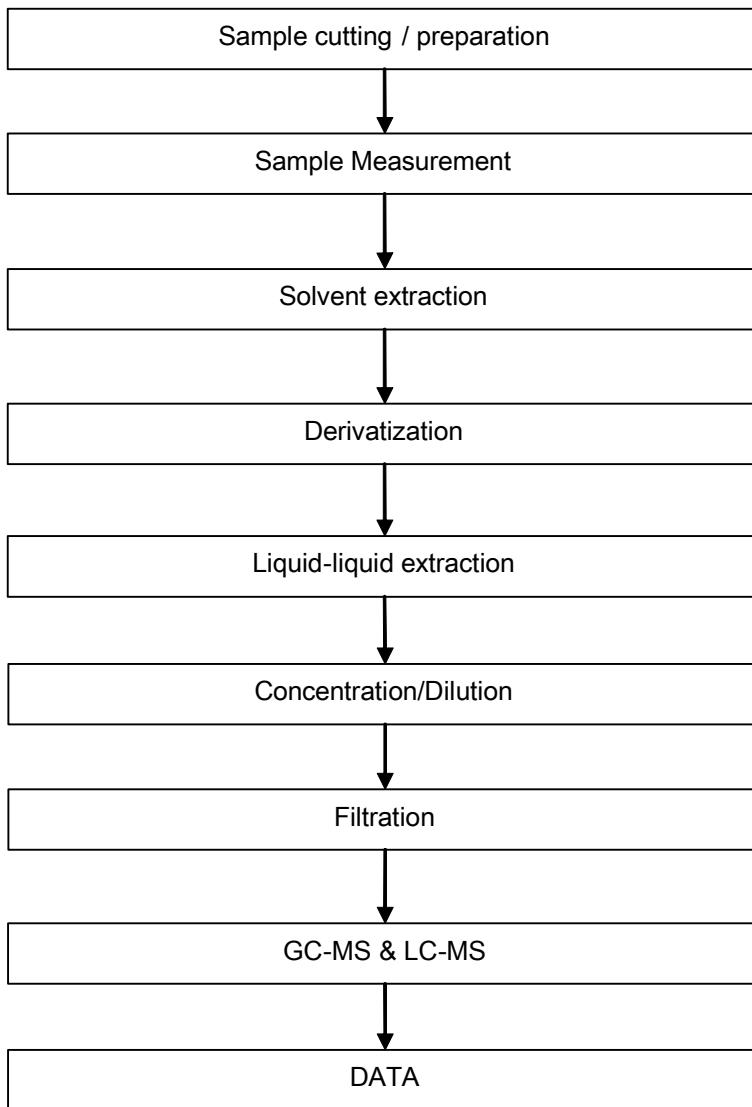 Sample cutting / preparation
Sample Measurement
Solvent extraction
Derivatization
Liquid-liquid extraction
Concentration/Dilution
Filtration
GC-MS & LC-MS
DATA